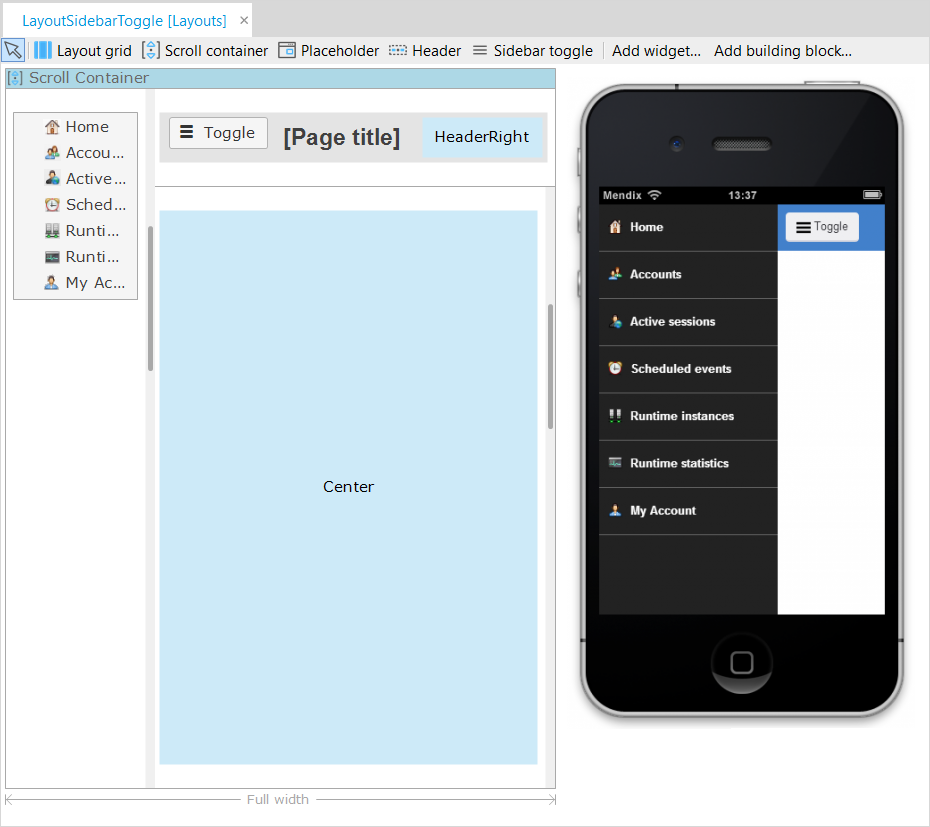 LayoutSidebarToggle [Layouts] ×
Layout grid Scroll container Placeholder Header Sidebar toggle Add widget... Add building block...
Scroll Container
Home
Accou...
Active ...
Sched...
Runti...
Runti...
My Ac...
Toggle [Page title] HeaderRight
Center
Full width
Mendix 13:37
Toggle
Home
Accounts
Active sessions
Scheduled events
Runtime instances
Runtime statistics
My Account